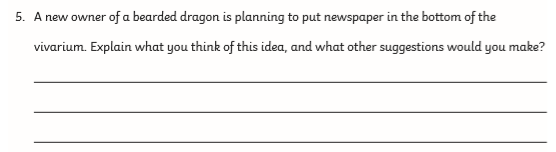 5. A new owner of a bearded dragon is planning to put newspaper in the bottom of the
vivarium. Explain what you think of this idea, and what other suggestions would you make?